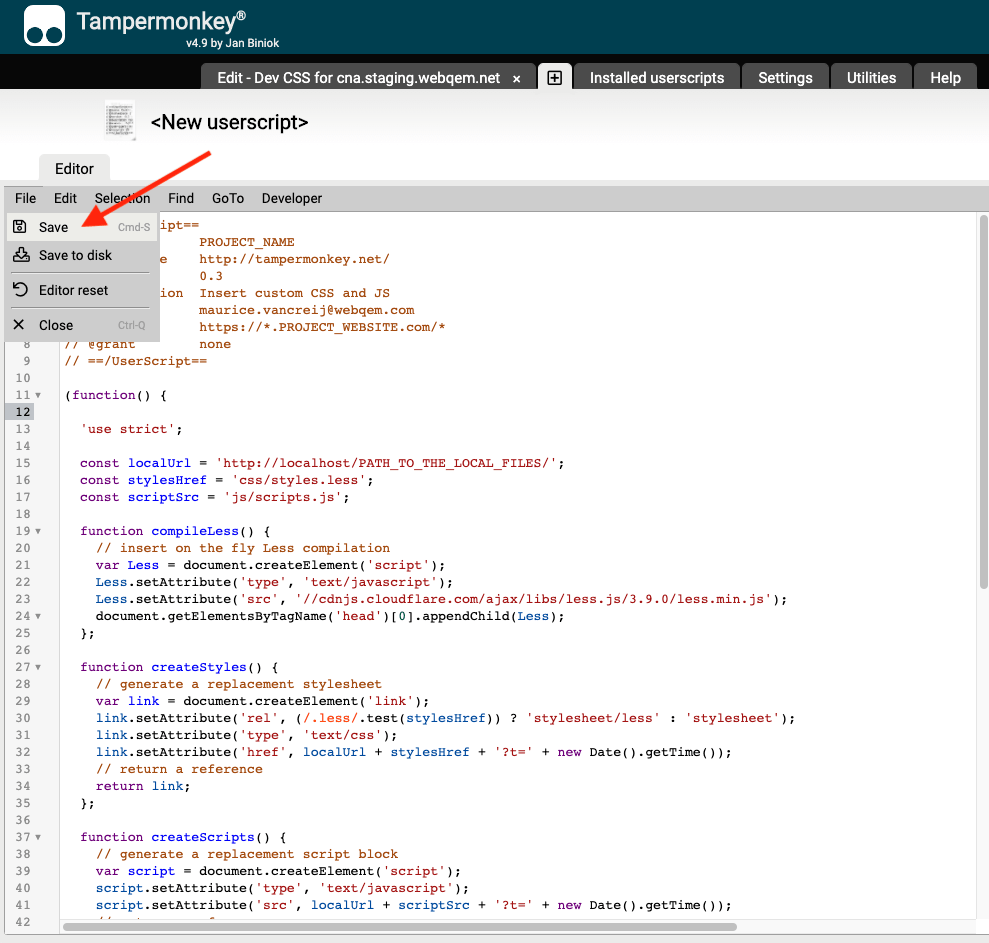 Tampermonkey®
v4.9 by Jan Biniok
Edit - Dev CSS for cna.staging.webqem.net × Installed userscripts Settings Utilities Help
<New userscript>
Editor
File Edit Selection Find GoTo Developer
Save Cmd-S
Save to disk
Editor reset
Close Ctrl-Q
ipt==
PROJECT_NAME
e http://tampermonkey.net/
0.3
ion Insert custom CSS and JS
maurice.vancreij@webqem.com
https://*.PROJECT_WEBSITE.com/*
8 // @grant none
9 // ==/UserScript==
10
11 (function() {
12
13 'use strict';
14
15 const localUrl = 'http://localhost/PATH_TO_THE_LOCAL_FILES/';
16 const stylesHref = 'css/styles.less';
17 const scriptSrc = 'js/scripts.js';
18
19 function compileLess() {
20 // insert on the fly Less compilation
21 var Less = document.createElement('script');
22 Less.setAttribute('type', 'text/javascript');
23 Less.setAttribute('src', '//cdnjs.cloudflare.com/ajax/libs/less.js/3.9.0/less.min.js');
24 document.getElementsByTagName('head')[0].appendChild(Less);
25 };
26
27 function createStyles() {
28 // generate a replacement stylesheet
29 var link = document.createElement('link');
30 link.setAttribute('rel', (/.less/.test(stylesHref)) ? 'stylesheet/less' : 'stylesheet');
31 link.setAttribute('type', 'text/css');
32 link.setAttribute('href', localUrl + stylesHref + '?t=' + new Date().getTime());
33 // return a reference
34 return link;
35 };
36
37 function createScripts() {
38 // generate a replacement script block
39 var script = document.createElement('script');
40 script.setAttribute('type', 'text/javascript');
41 script.setAttribute('src', localUrl + scriptSrc + '?t=' + new Date().getTime());
42